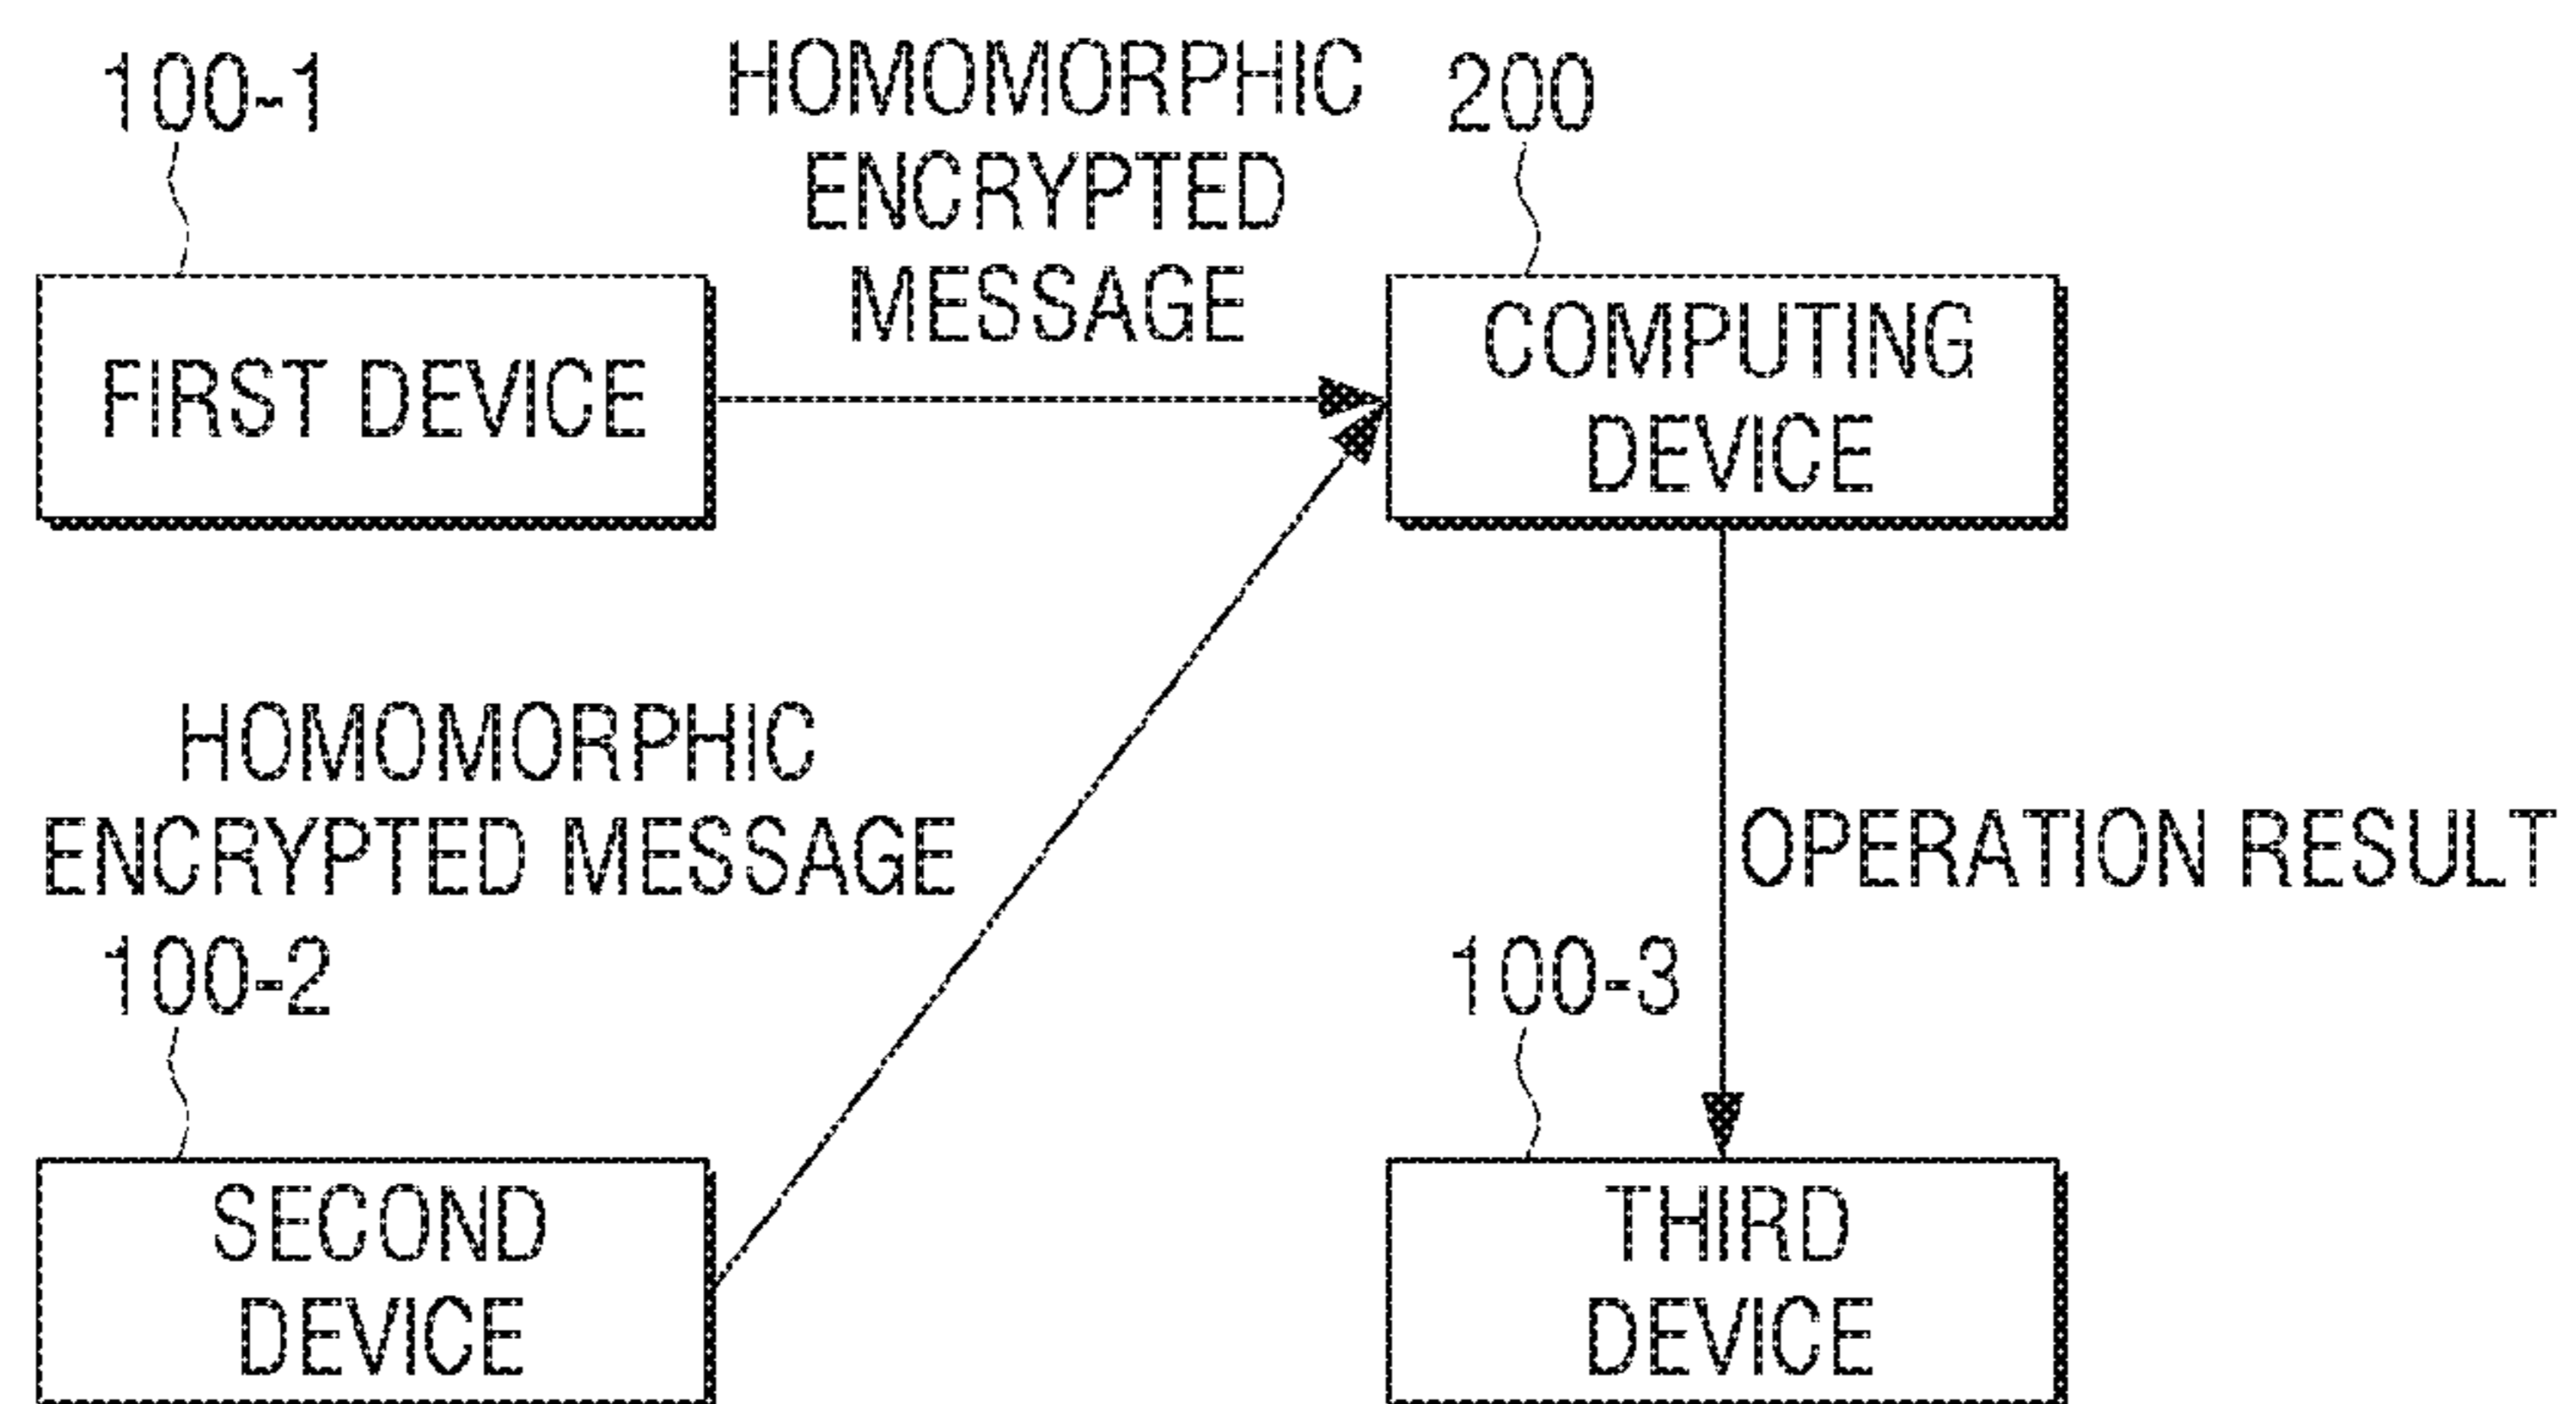 100-1
HOMOMORPHIC
ENCRYPTED
MESSAGE
200
FIRST DEVICE
COMPUTING
DEVICE
HOMOMORPHIC
ENCRYPTED MESSAGE
OPERATION RESULT
100-2
100-3
SECOND
DEVICE
THIRD
DEVICE